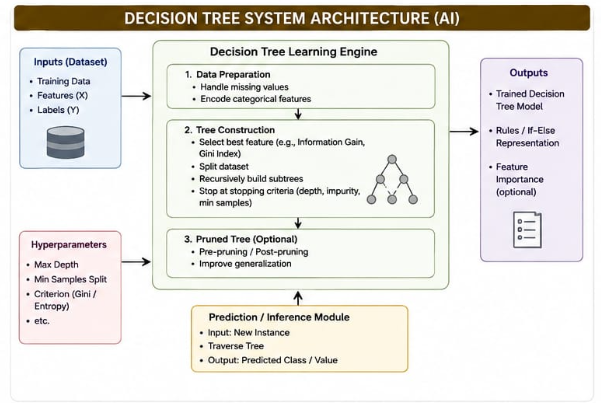 DECISION TREE SYSTEM ARCHITECTURE (AI)
Inputs (Dataset)
• Training Data
• Features (X)
• Labels (Y)
Hyperparameters
• Max Depth
• Min Samples Split
• Criterion (Gini /
Entropy)
• etc.
Decision Tree Learning Engine
1. Data Preparation
• Handle missing values
• Encode categorical features
2. Tree Construction
• Select best feature (e.g., Information Gain,
Gini Index)
• Split dataset
• Recursively build subtrees
• Stop at stopping criteria (depth, impurity,
min samples)
3. Pruned Tree (Optional)
• Pre-pruning / Post-pruning
• Improve generalization
Prediction / Inference Module
• Input: New Instance
• Traverse Tree
• Output: Predicted Class / Value
Outputs
• Trained Decision
Tree Model
• Rules / If-Else
Representation
• Feature
Importance
(optional)